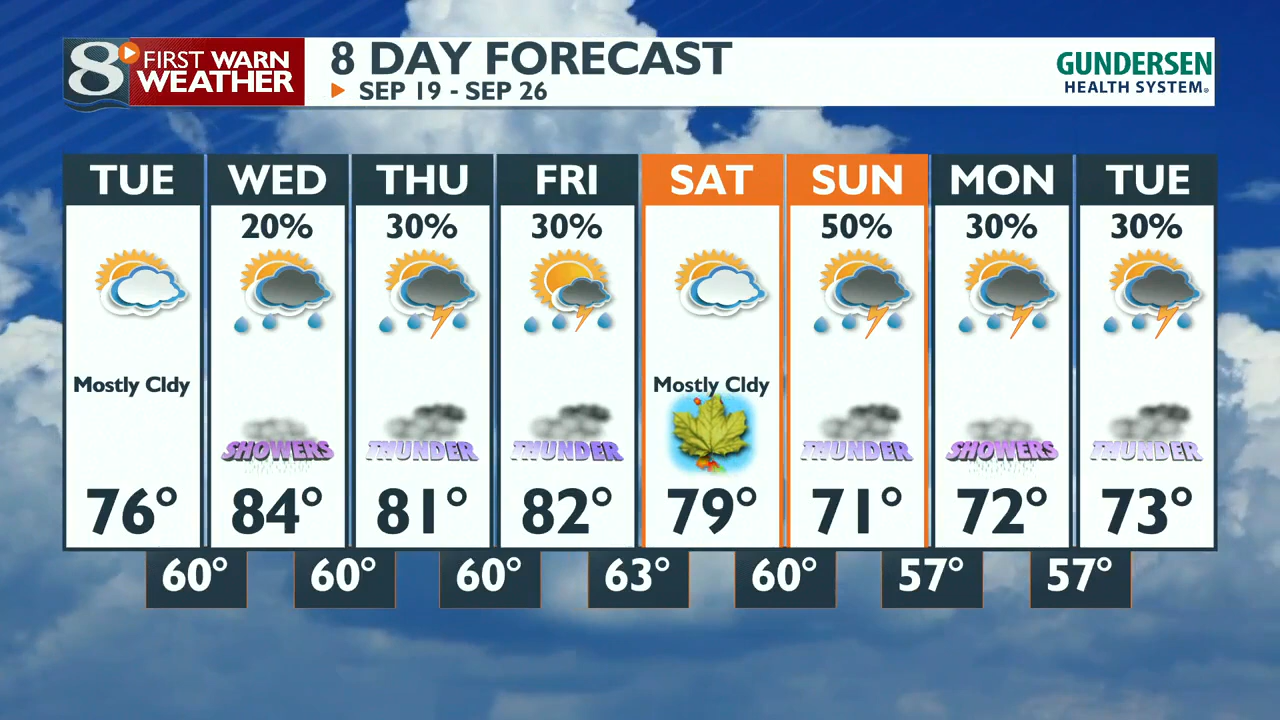 8 FIRST WARN
WEATHER
8 DAY FORECAST
SEP 19 - SEP 26
GUNDERSEN
HEALTH SYSTEM®
TUE WED THU FRI SAT SUN MON TUE
20% 30% 30% 50% 30% 30%
Mostly Cldy Mostly Cldy
SHOWERS THUNDER THUNDER THUNDER SHOWERS THUNDER
76° 84° 81° 82° 79° 71° 72° 73°
60° 60° 60° 63° 60° 57° 57°